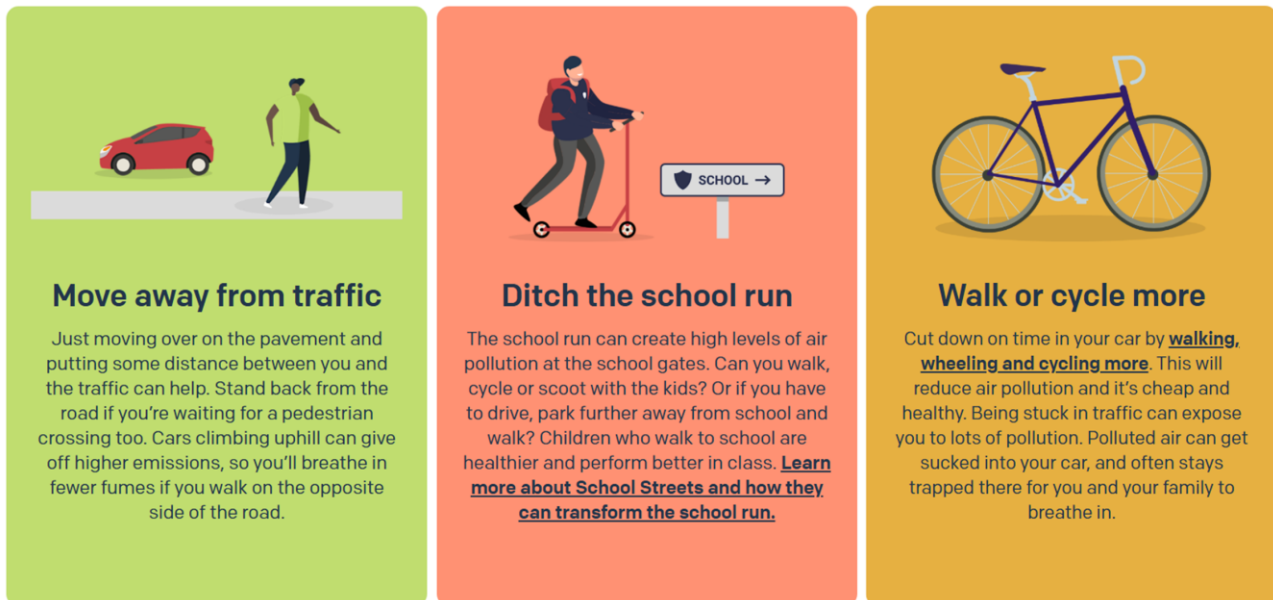 SCHOOL →
Move away from traffic
Just moving over on the pavement and
putting some distance between you and
the traffic can help. Stand back from the
road if you're waiting for a pedestrian
crossing too. Cars climbing uphill can give
off higher emissions, so you'll breathe in
fewer fumes if you walk on the opposite
side of the road.
Ditch the school run
The school run can create high levels of air
pollution at the school gates. Can you walk,
cycle or scoot with the kids? Or if you have
to drive, park further away from school and
walk? Children who walk to school are
healthier and perform better in class. Learn
more about School Streets and how they
can transform the school run.
Walk or cycle more
Cut down on time in your car by walking,
wheeling and cycling more. This will
reduce air pollution and it's cheap and
healthy. Being stuck in traffic can expose
you to lots of pollution. Polluted air can get
sucked into your car, and often stays
trapped there for you and your family to
breathe in.